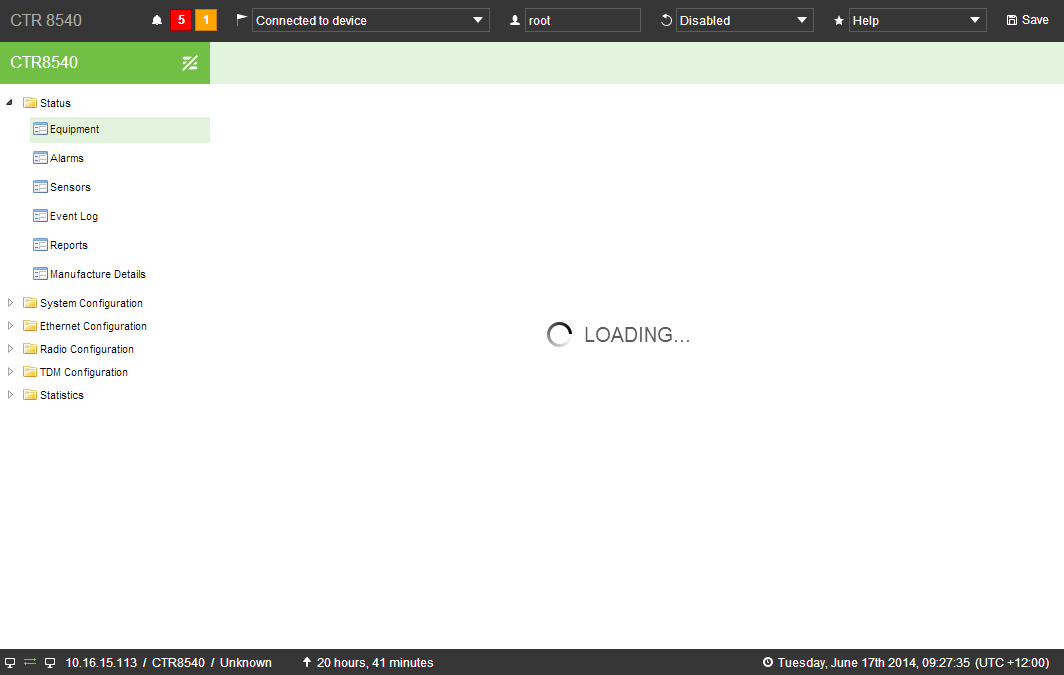 CTR 8540 5 1 Connected to device root Disabled Help Save
CTR8540
Status
Equipment
Alarms
Sensors
Event Log
Reports
Manufacture Details
System Configuration
Ethernet Configuration
Radio Configuration
TDM Configuration
Statistics
LOADING...
10.16.15.113 / CTR8540 / Unknown 20 hours, 41 minutes Tuesday, June 17th 2014, 09:27:35 (UTC +12:00)